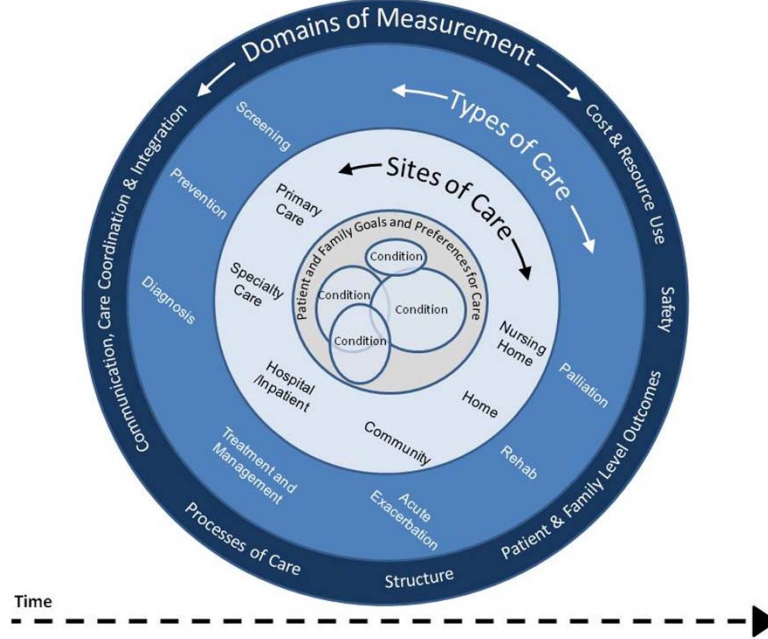 Domains of Measurement
Cost & Resource Use
Safety
Patient & Family Level Outcomes
Structure
Processes of Care
Communication, Care Coordination & Integration
Types of Care
Screening
Prevention
Diagnosis
Treatment and
Management
Acute
Exacerbation
Rehab
Palliation
Sites of Care
Primary
Care
Specialty
Care
Hospital
/Inpatient
Community
Home
Nursing
Home
Patient and Family Goals and Preferences for Care
Condition
Condition
Condition
Condition
Time